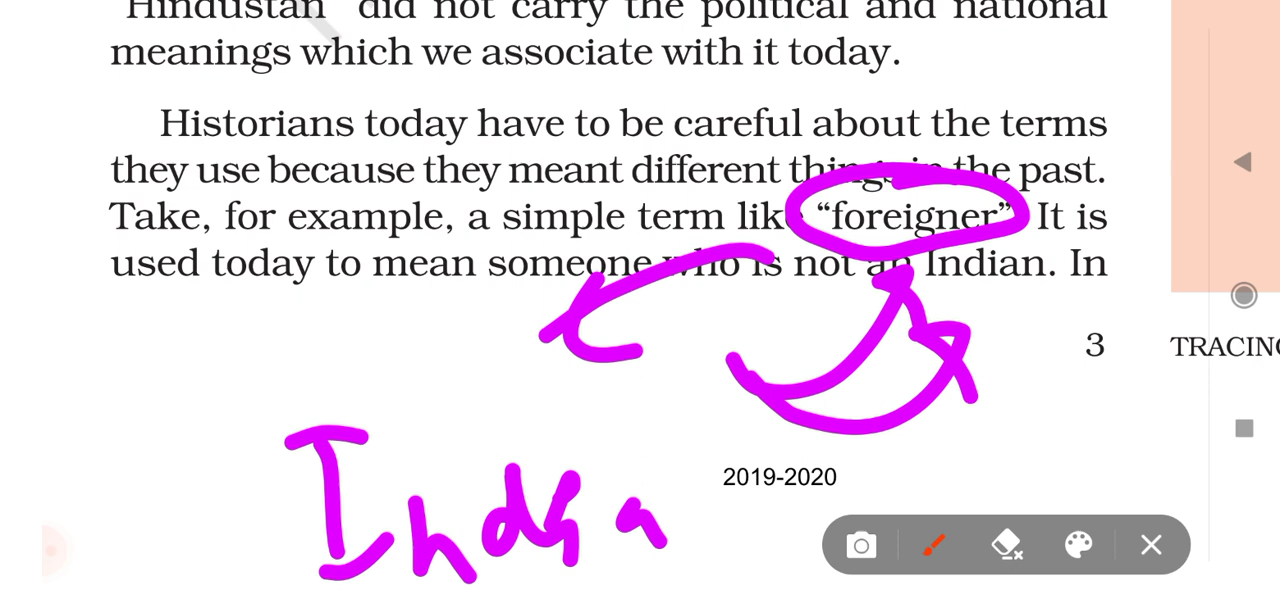 "Hindustan" did not carry the political and national
meanings which we associate with it today.
Historians today have to be careful about the terms
they use because they meant different things in the past.
Take, for example, a simple term like "foreigner". It is
used today to mean someone who is not an Indian. In
3
TRACING
India
2019-2020